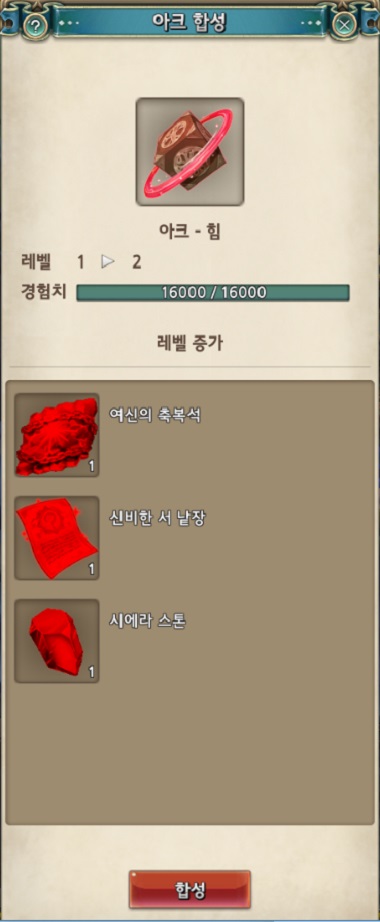 ?
아크 합성
아크 - 힘
레벨 1 2
경험치 16000 / 16000
레벨 증가
여신의 축복석
1
신비한 서 낱장
1
시에라 스톤
1
합성